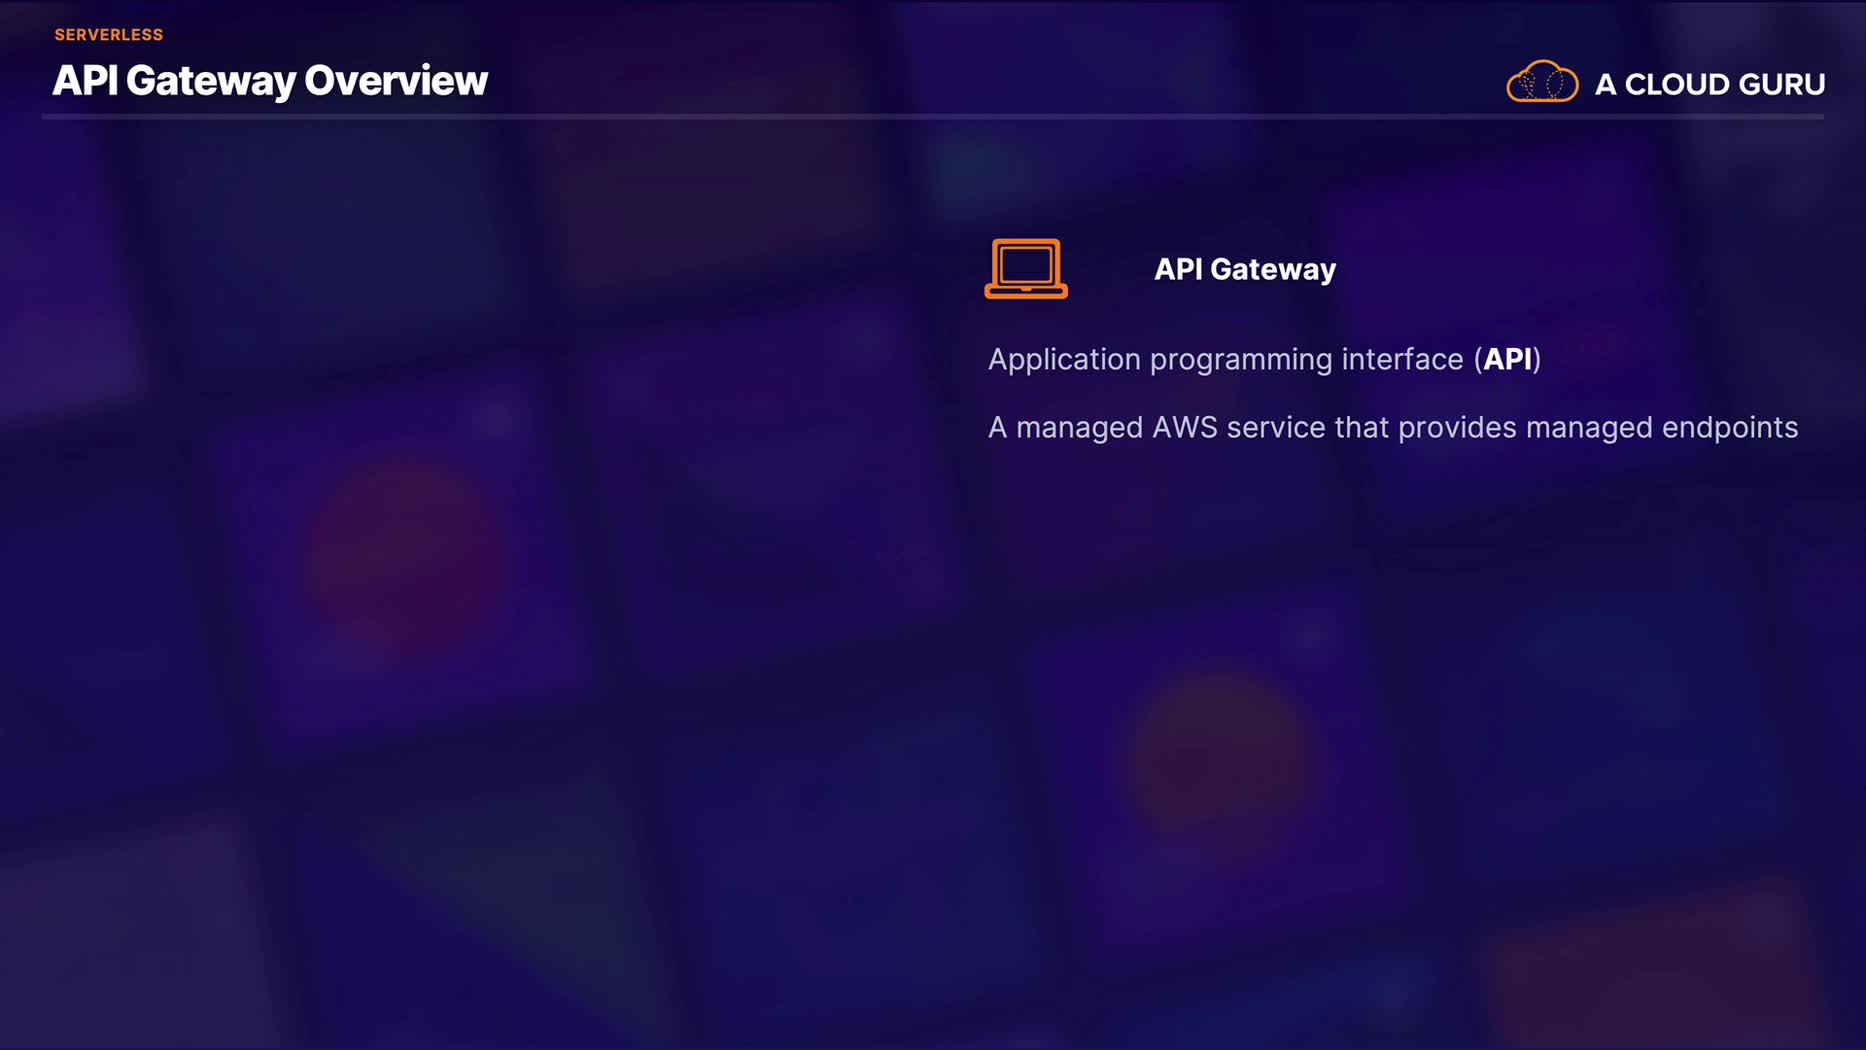 SERVERLESS
API Gateway Overview
A CLOUD GURU
API Gateway
Application programming interface (API)
A managed AWS service that provides managed endpoints